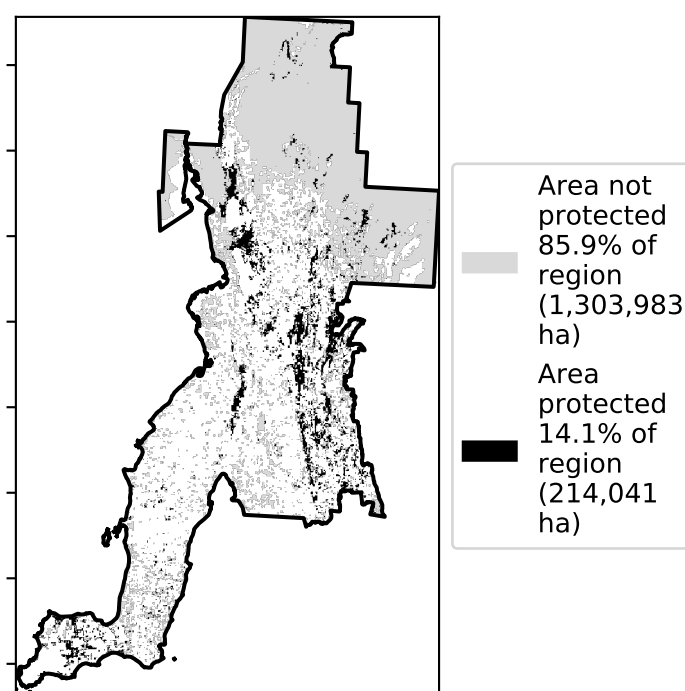 Area not
protected
85.9% of
region
(1,303,983
ha)
Area
protected
14.1% of
region
(214,041
ha)